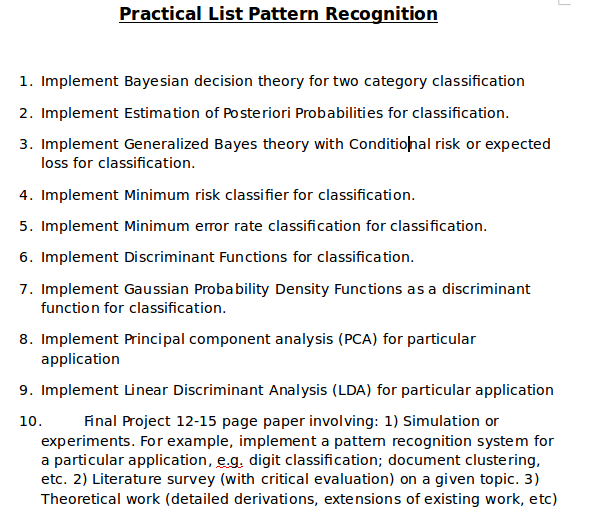 Practical List Pattern Recognition
1. Implement Bayesian decision theory for two category classification
2. Implement Estimation of Posteriori Probabilities for classification.
3. Implement Generalized Bayes theory with Conditional risk or expected
loss for classification.
4. Implement Minimum risk classifier for classification.
5. Implement Minimum error rate classification for classification.
6. Implement Discriminant Functions for classification.
7. Implement Gaussian Probability Density Functions as a discriminant
function for classification.
8. Implement Principal component analysis (PCA) for particular
application
9. Implement Linear Discriminant Analysis (LDA) for particular application
10. Final Project 12-15 page paper involving: 1) Simulation or
experiments. For example, implement a pattern recognition system for
a particular application, e.g. digit classification; document clustering,
etc. 2) Literature survey (with critical evaluation) on a given topic. 3)
Theoretical work (detailed derivations, extensions of existing work, etc)